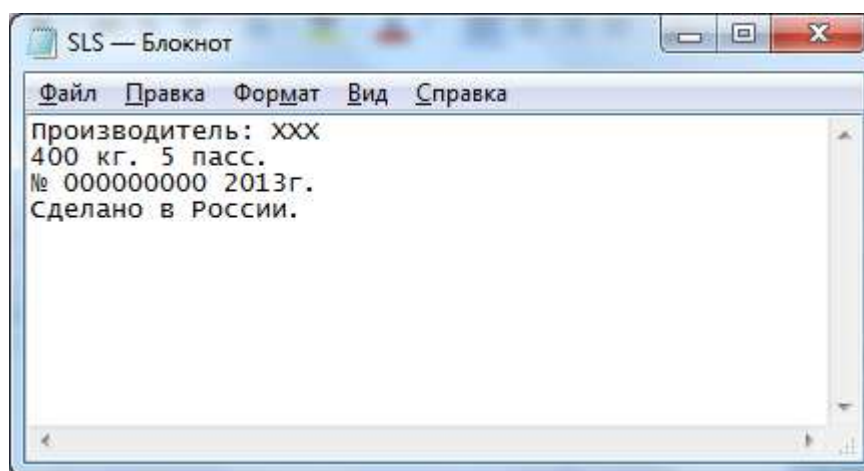 SLS — Блокнот
Файл Правка Формат Вид Справка
Производитель: XXX
400 кг. 5 пасс.
№ 000000000 2013г.
Сделано в России.